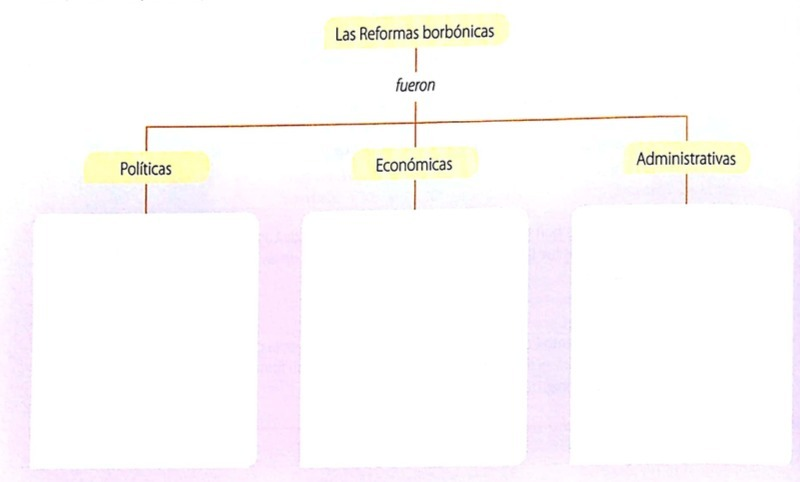 Las Reformas borbónicas
fueron
Políticas
Económicas
Administrativas